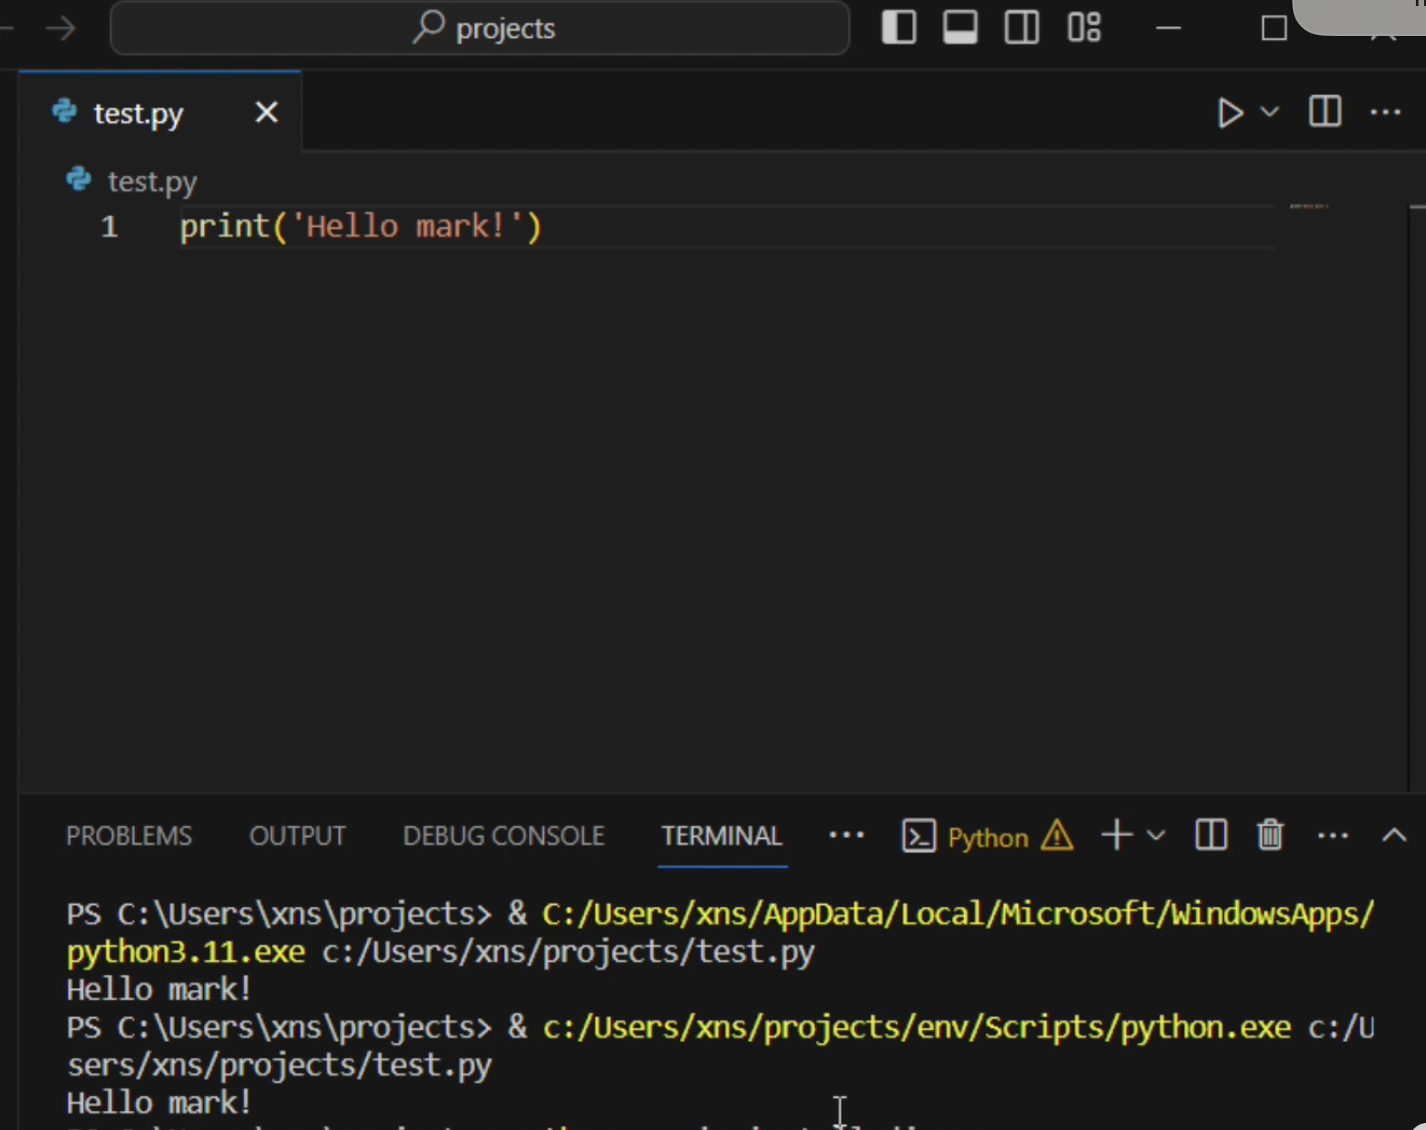 projects
test.py
test.py
1 print('Hello mark!')
PROBLEMS OUTPUT DEBUG CONSOLE TERMINAL ... Python
PS C:\Users\xns\projects> & C:/Users/xns/AppData/Local/Microsoft/WindowsApps/
python3.11.exe c:/Users/xns/projects/test.py
Hello mark!
PS C:\Users\xns\projects> & c:/Users/xns/projects/env/Scripts/python.exe c:/U
sers/xns/projects/test.py
Hello mark!